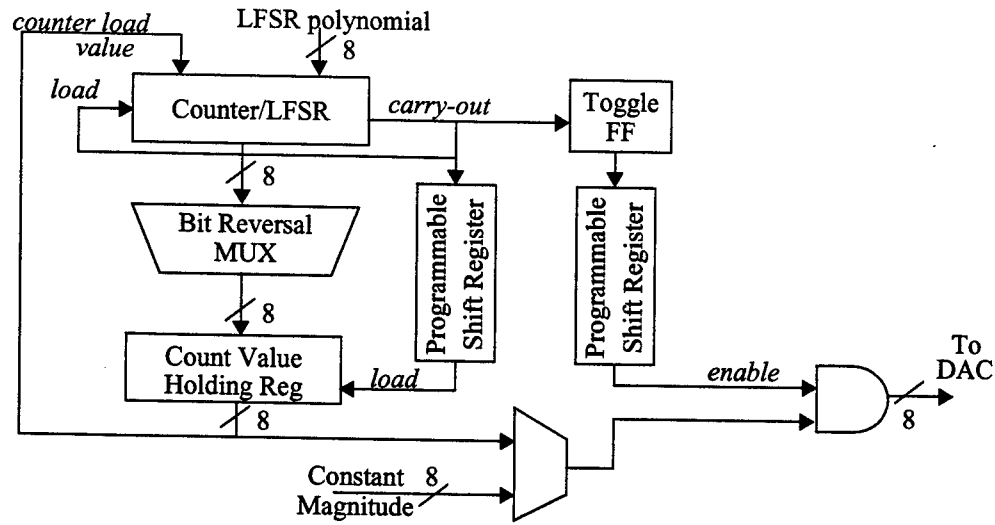 counter load
value
LFSR polynomial
8
load
Counter/LFSR
carry-out
Toggle
FF
8
Bit Reversal
MUX
Programmable
Shift Register
Programmable
Shift Register
8
Count Value
Holding Reg
load
enable
To
DAC
8
8
Constant
Magnitude
8